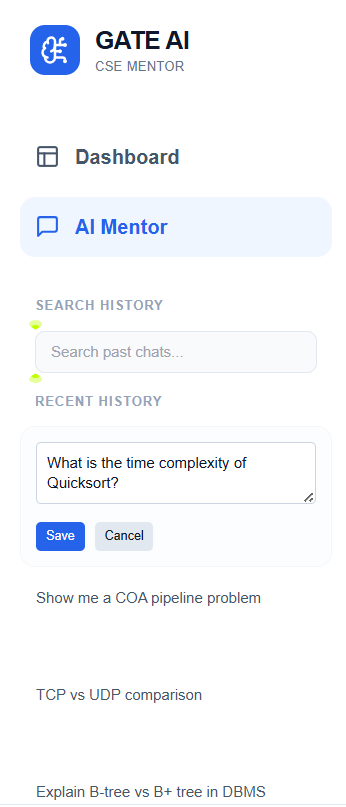 GATE AI
CSE MENTOR
Dashboard
AI Mentor
SEARCH HISTORY
Search past chats...
RECENT HISTORY
What is the time complexity of
Quicksort?
Save
Cancel
Show me a COA pipeline problem
TCP vs UDP comparison
Explain B-tree vs B+ tree in DBMS